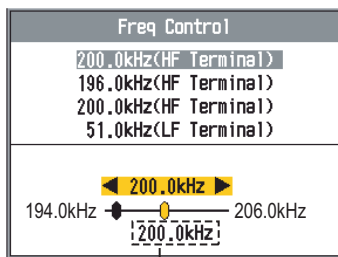 Freq Control
200.0kHz(HF Terminal)
196.0kHz(HF Terminal)
200.0kHz(HF Terminal)
51.0kHz(LF Terminal)
◀ 200.0kHz ▶
194.0kHz 206.0kHz
200.0kHz